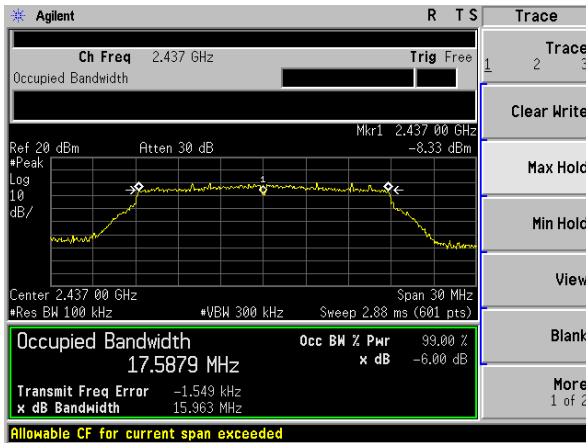 Agilent R T S Trace
Ch Freq 2.437 GHz Trig Free
Occupied Bandwidth
Trace
1 2 3
Clear Write
Max Hold
Min Hold
View
Blank
More
1 of 2
Mkr1 2.437 00 GHz
Ref 20 dBm Atten 30 dB -8.33 dBm
#Peak
Log
10
dB/
1
Center 2.437 00 GHz Span 30 MHz
#Res BW 100 kHz #VBW 300 kHz Sweep 2.88 ms (601 pts)
Occupied Bandwidth Occ BW % Pwr 99.00 %
17.5879 MHz x dB -6.00 dB
Transmit Freq Error -1.549 kHz
x dB Bandwidth 15.963 MHz
Allowable CF for current span exceeded